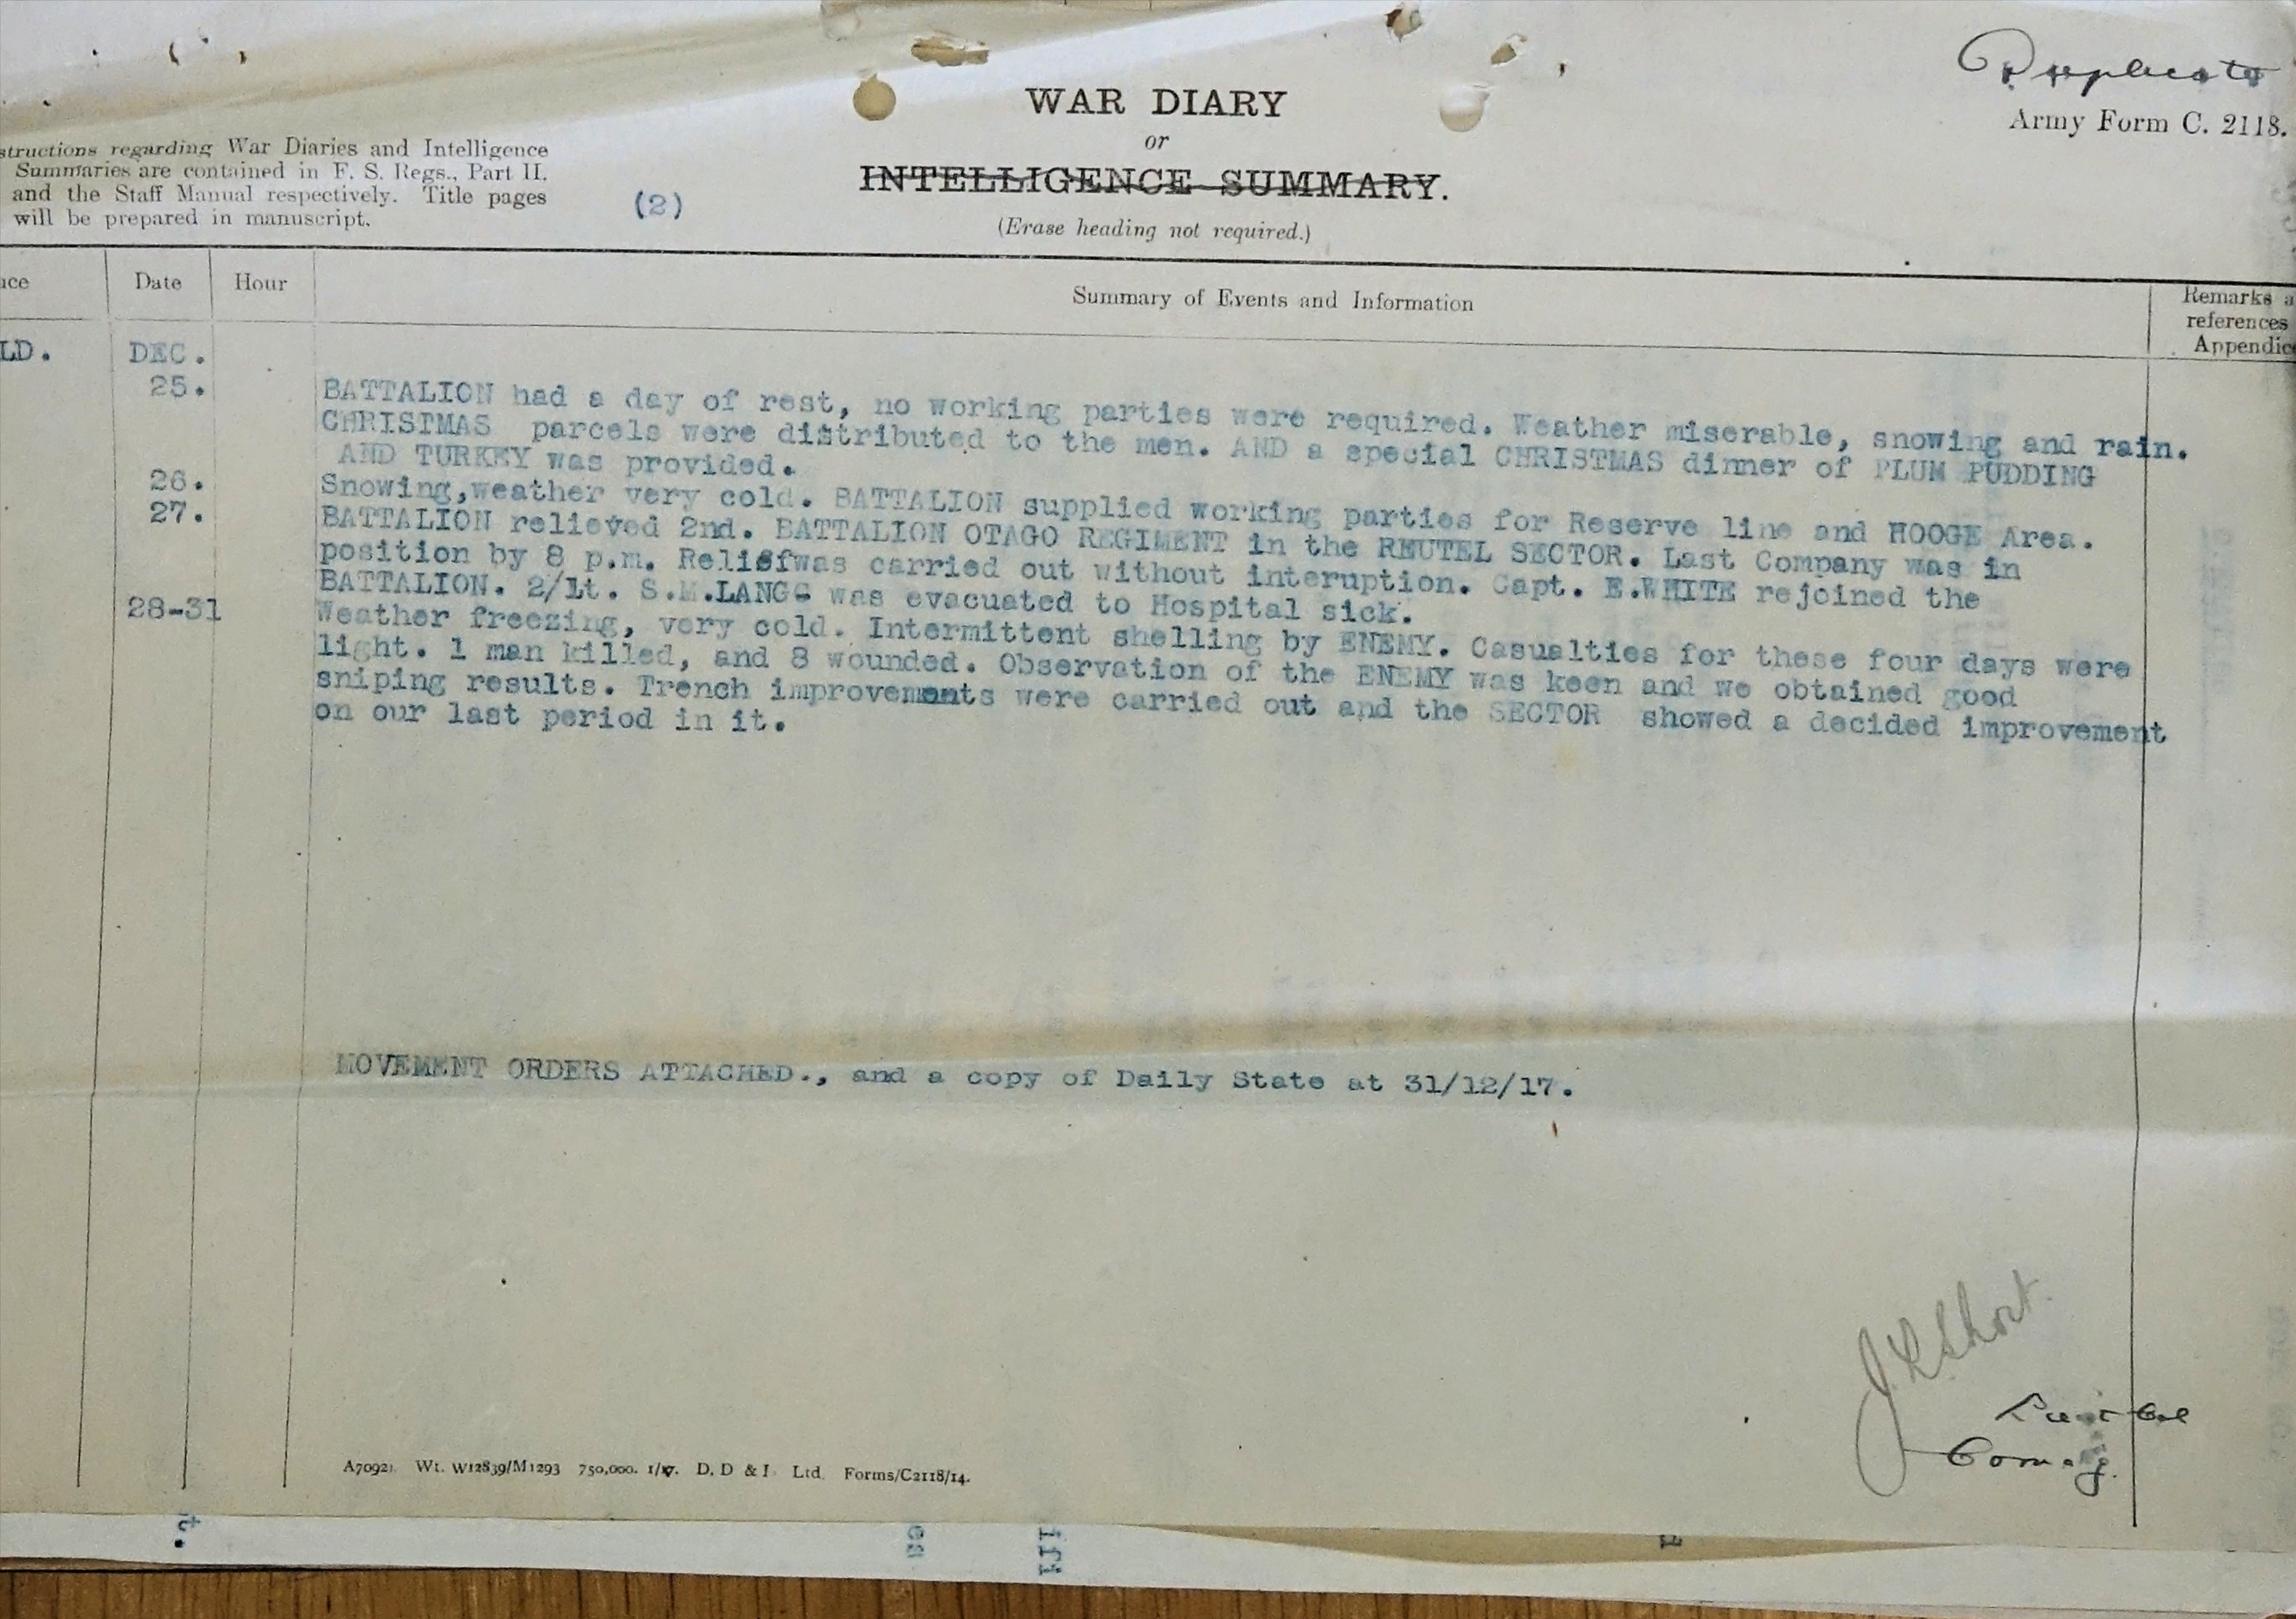 Duplicate
Army Form C. 2118.
WAR DIARY
or
INTELLIGENCE SUMMARY.
(Erase heading not required.)
structions regarding War Diaries and Intelligence
Summaries are contained in F. S. Regs., Part II.
and the Staff Manual respectively. Title pages
will be prepared in manuscript.
(2)
ace Date Hour Summary of Events and Information Remarks a
references
Appendice
LD. DEC.
25. BATTALION had a day of rest, no working parties were required. Weather miserable, snowing and rain.
CHRISTMAS parcels were distributed to the men. AND a special CHRISTMAS dinner of PLUM PUDDING
AND TURKEY was provided.
26. Snowing,weather very cold. BATTALION supplied working parties for Reserve line and HOOGE Area.
27. BATTALION relieved 2nd. BATTALION OTAGO REGIMENT in the REUTEL SECTOR. Last Company was in
position by 8 p.m. Reliefwas carried out without interuption. Capt. E.WHITE rejoined the
BATTALION. 2/Lt. S.M.LANGS was evacuated to Hospital sick.
28-31 Weather freezing, very cold. Intermittent shelling by ENEMY. Casualties for these four days were
light. 1 man killed, and 8 wounded. Observation of the ENEMY was keen and we obtained good
sniping results. Trench improvements were carried out and the SECTOR showed a decided improvement
on our last period in it.
MOVEMENT ORDERS ATTACHED., and a copy of Daily State at 31/12/17.
Short.
Lieut Col
Comdg.
A7092). Wt. W12839/M1293 750,000. 1/17. D. D & L Ltd. Forms/C2118/14.